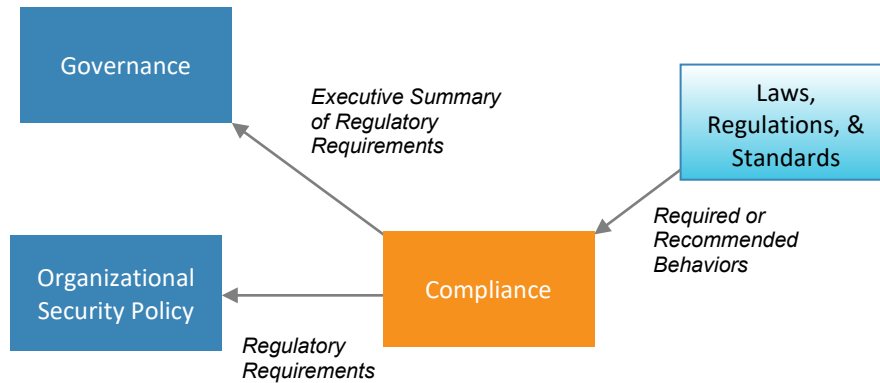 Governance
Executive Summary
of Regulatory
Requirements
Laws,
Regulations, &
Standards
Required or
Recommended
Behaviors
Organizational
Security Policy
Compliance
Regulatory
Requirements